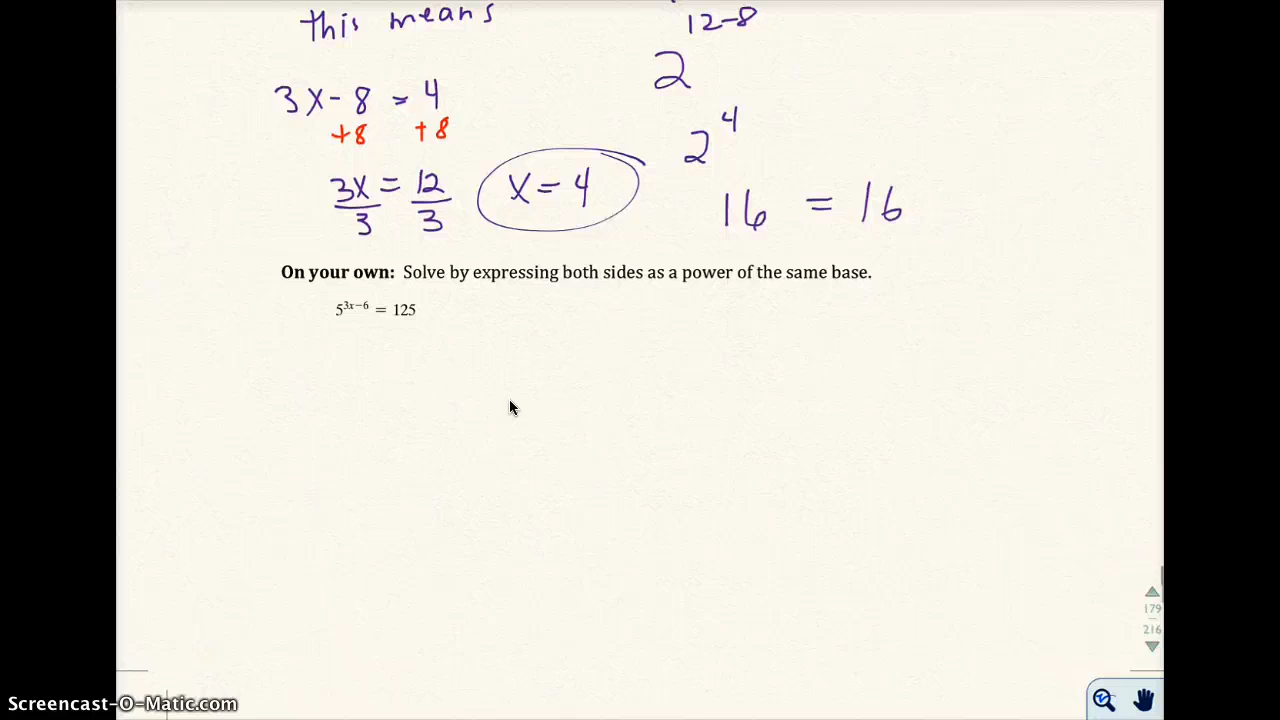 this means
12-8
2
3x - 8 = 4
+8 +8
2^4
3x = 12
3 3
x = 4
16 = 16
On your own: Solve by expressing both sides as a power of the same base.
5^{3x-6} = 125
179
216
Screencast-O-Matic.com